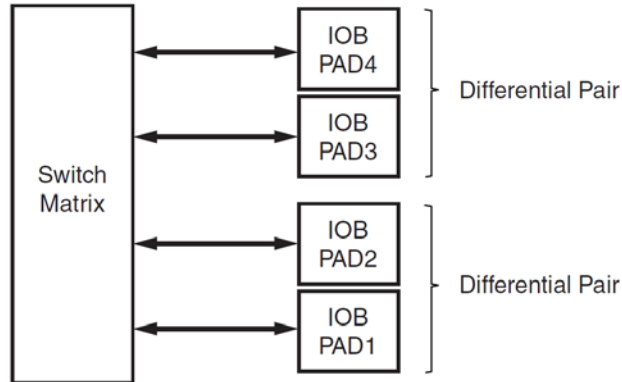 IOB
PAD4
Differential Pair
IOB
PAD3
Switch
Matrix
IOB
PAD2
Differential Pair
IOB
PAD1